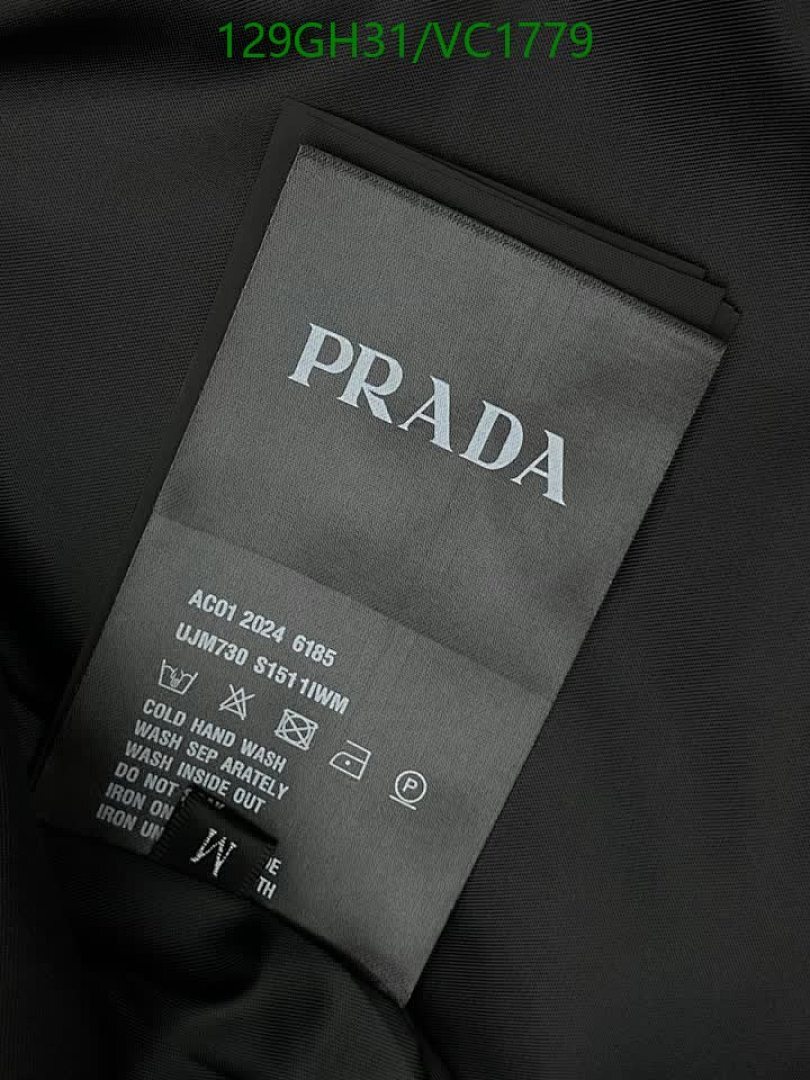 129GH31/VC1779
PRADA
AC01 2024 6185
UJM730 S1511IWM
P
COLD HAND WASH
WASH SEP ARATELY
WASH INSIDE OUT
DO NOT
IRON ON
IRON
M